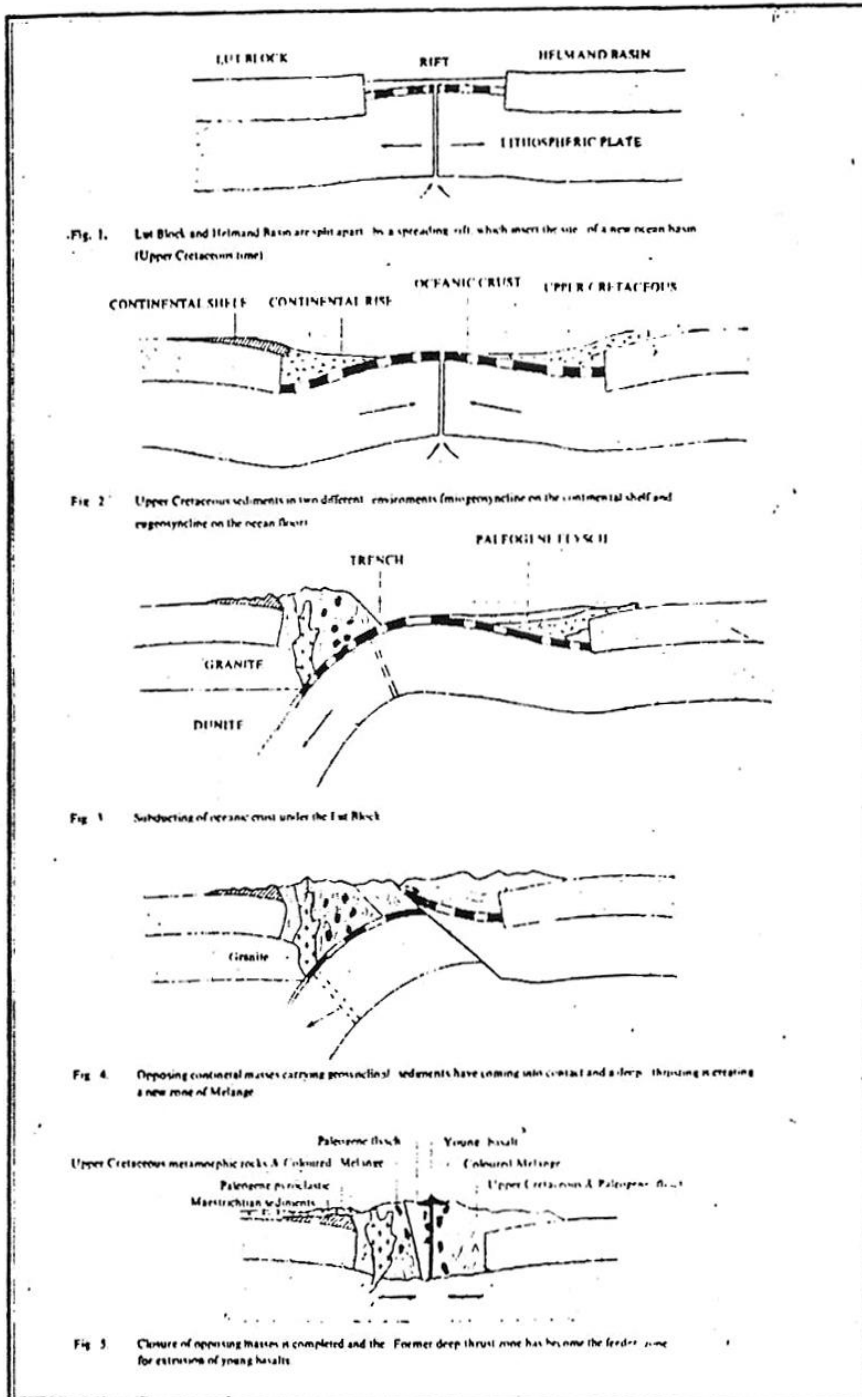 LUT BLOCK RIFT HELMAND BASIN
LITHOSPHERIC PLATE
Fig. 1. Lut Block and Helmand Basin are split apart by a spreading rift, which insert the site of a new ocean basin
(Upper Cretaceous time)
OCEANIC CRUST UPPER CRETACEOUS
CONTINENTAL SHELF CONTINENTAL RISE
Fig 2 Upper Cretaceous sediments in two different enviroments (miogeosyncline on the continental shelf and
eugeosyncline on the ocean floor)
PALEOGENE FLYSCH
TRENCH
GRANITE
DUNITE
Fig 3 Subducting of oceanic crust under the Lut Block
Granite
Fig 4. Opposing continetal masses carrying geosynclinal sediments have coming into contact and a deep thrusting is creating
a new zone of Melange
Paleogene flysch Young basalt
Upper Cretaceous metamorphic rocks & Coloured Melange Coloured Melange
Paleogene pyroclastic Upper Cretaceous & Paleogene
Maestrichtian sediments
Fig 5 Closure of opposing masses is completed and the Former deep thrust zone has become the feeder zone
for extrusion of young basalts